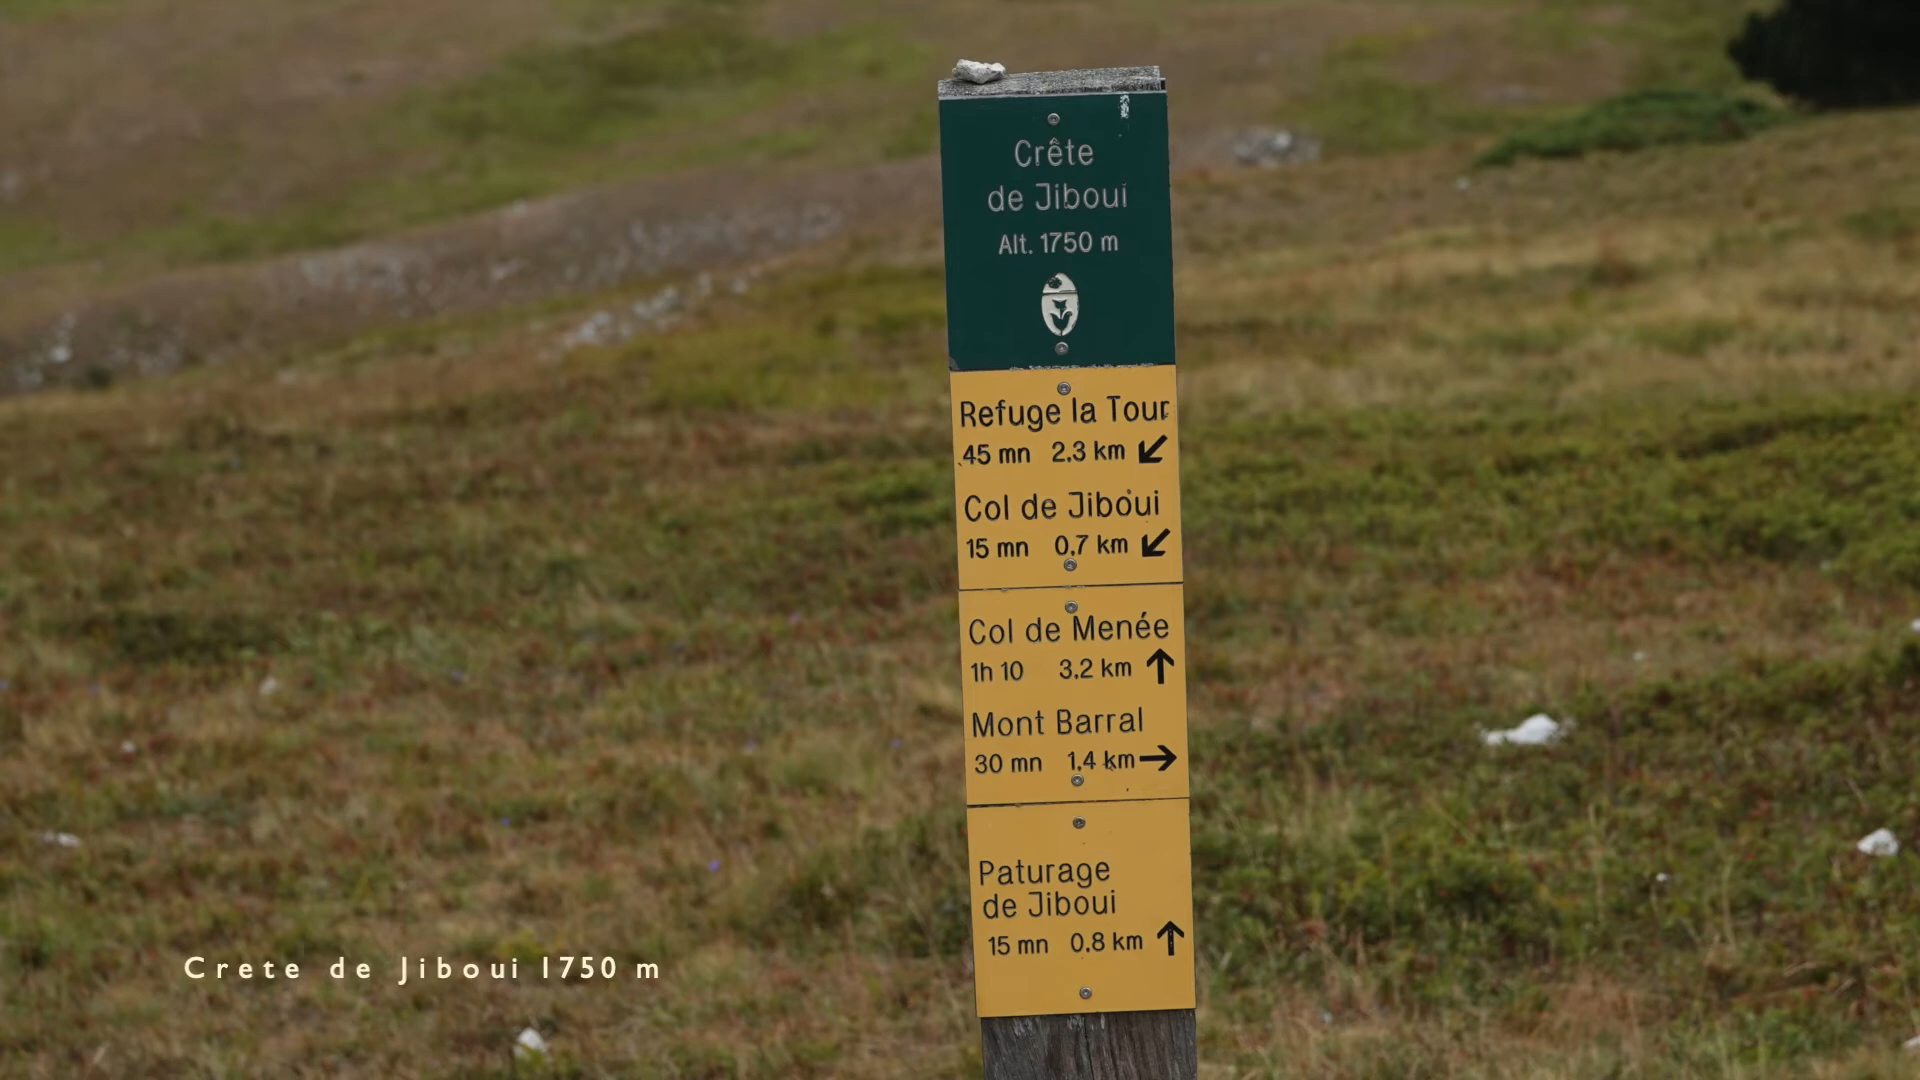 Crête
de Jiboui
Alt. 1750 m
Refuge la Tour
45 mn 2,3 km ↙
Col de Jiboui
15 mn 0,7 km ↙
Col de Menée
1h 10 3,2 km ↑
Mont Barral
30 mn 1,4 km →
Paturage
de Jiboui
15 mn 0,8 km ↑
Crete de Jiboui 1750 m